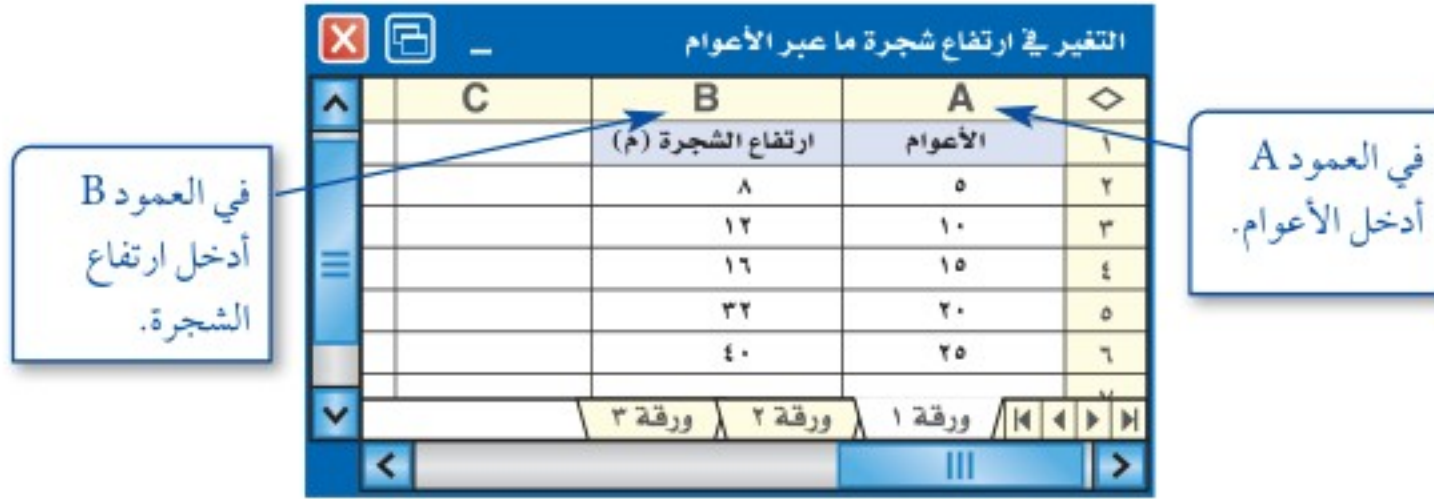 التغير في ارتفاع شجرة ما عبر الأعوام
A B C
١ الأعوام ارتفاع الشجرة (م)
٢ ٥ ٨
٣ ١٠ ١٢
٤ ١٥ ١٦
٥ ٢٠ ٣٢
٦ ٢٥ ٤٠
٧
ورقة ١ ورقة ٢ ورقة ٣
في العمود A
أدخل الأعوام.
في العمود B
أدخل ارتفاع
الشجرة.